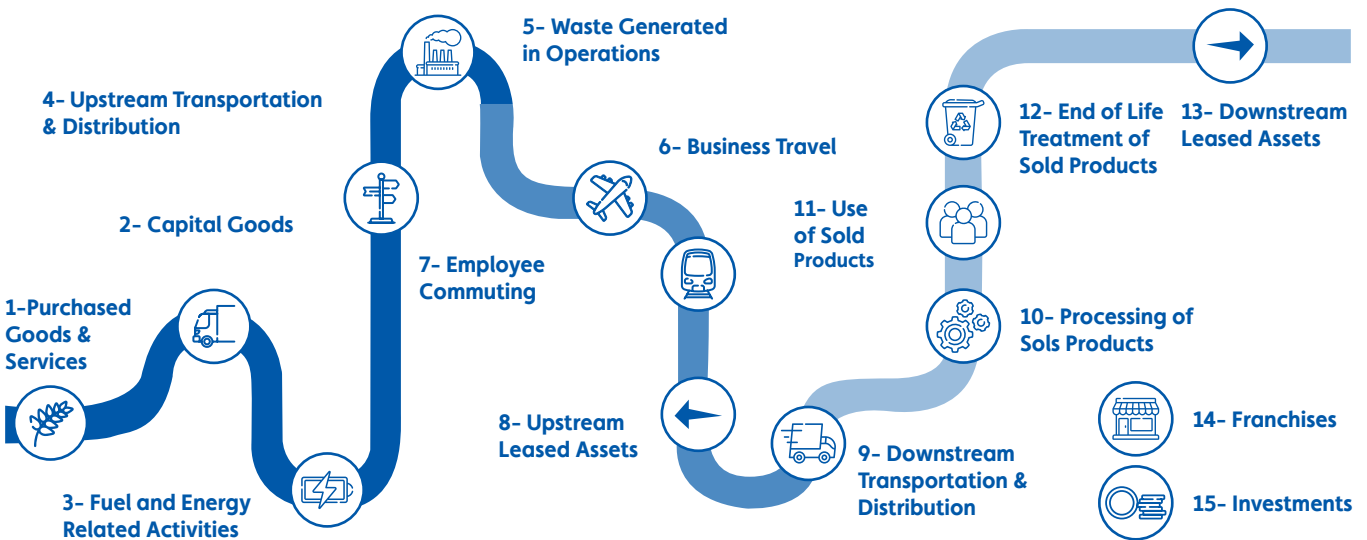 1-Purchased
Goods &
Services
2- Capital Goods
3- Fuel and Energy
Related Activities
4- Upstream Transportation
& Distribution
5- Waste Generated
in Operations
6- Business Travel
7- Employee
Commuting
8- Upstream
Leased Assets
9- Downstream
Transportation &
Distribution
10- Processing of
Sols Products
11- Use
of Sold
Products
12- End of Life
Treatment of
Sold Products
13- Downstream
Leased Assets
14- Franchises
15- Investments